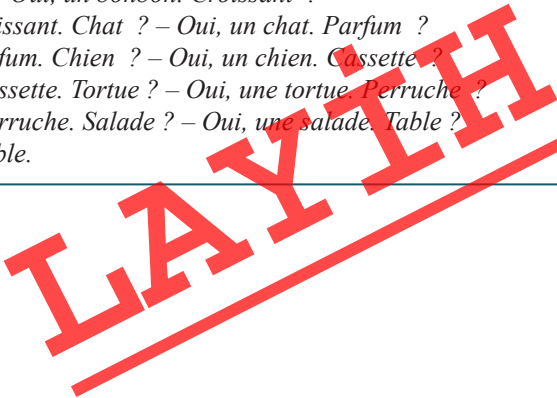 Oui, un bonbon. Croissant ?
issant. Chat ? – Oui, un chat. Parfum ?
fum. Chien ? – Oui, un chien. Cassette ?
ssette. Tortue ? – Oui, une tortue. Perruche ?
rruche. Salade ? – Oui, une salade. Table ?
ble.
LAYİH